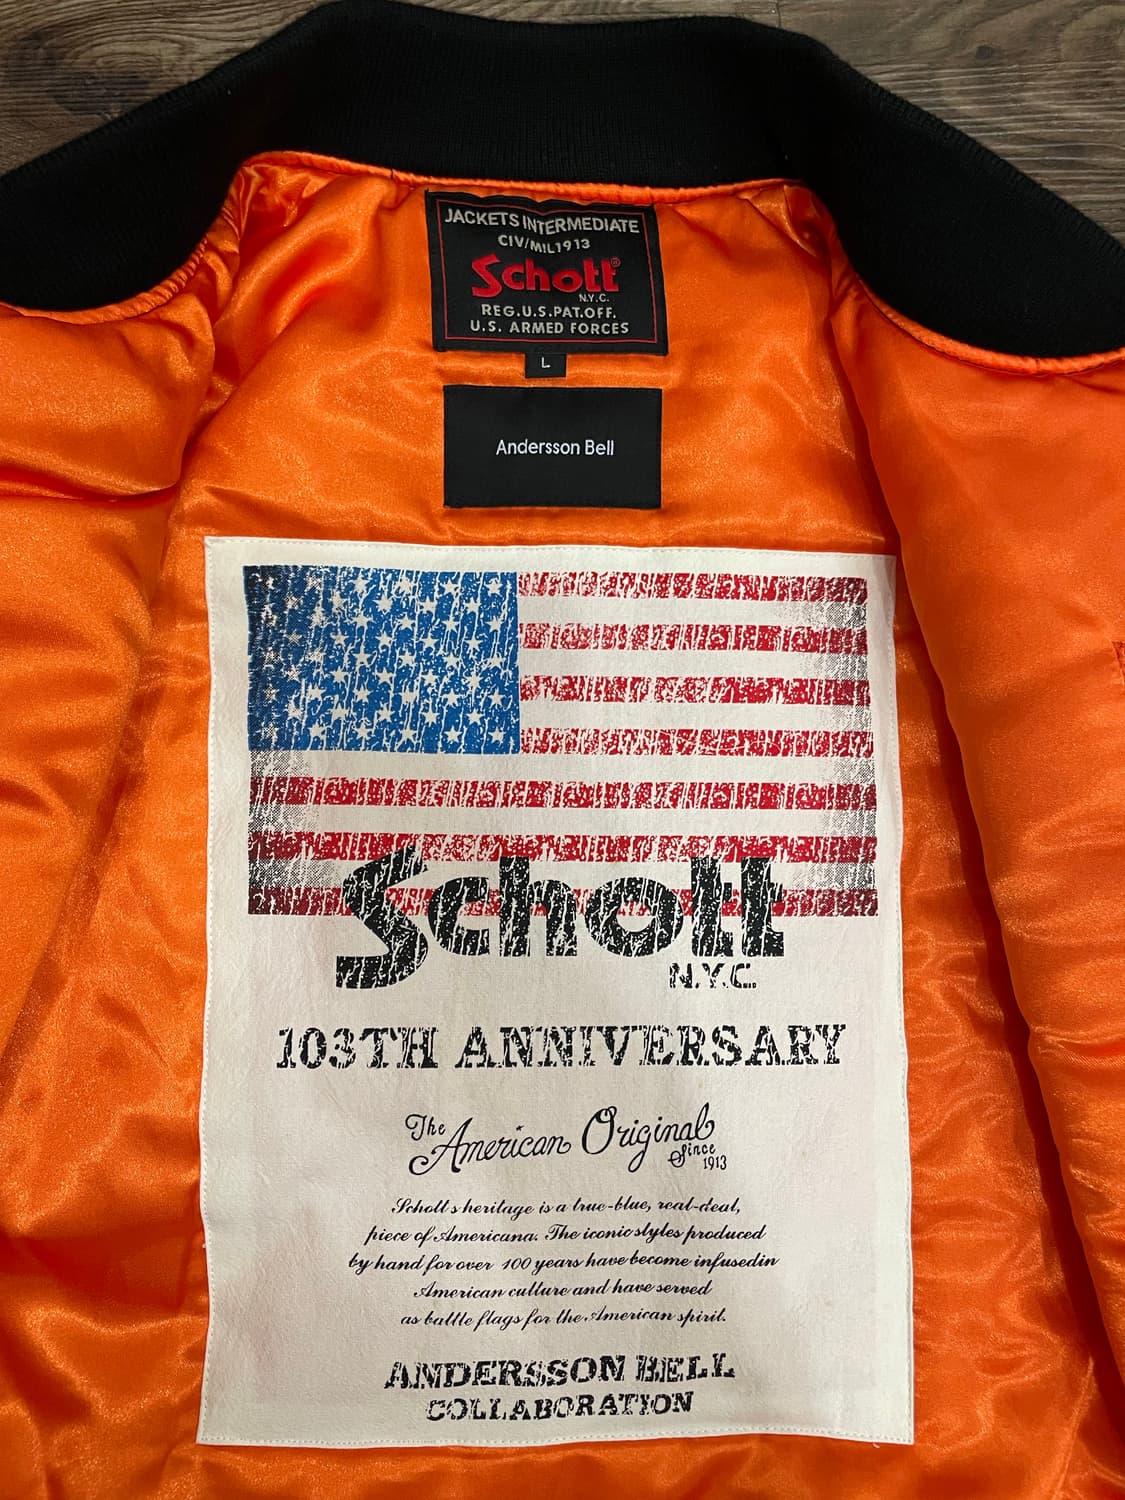 JACKETS INTERMEDIATE
CIV/MIL1913
Schott®
N.Y.C.
REG.U.S.PAT.OFF.
U.S. ARMED FORCES
L
Andersson Bell
Schott
N.Y.C.
103TH ANNIVERSARY
The American Original
Since 1913
Schott's heritage is a true-blue, real-deal,
piece of Americana. The iconic styles produced
by hand for over 100 years have become infusedin
American culture and have served
as battle flags for the American spirit.
ANDERSSON BELL
COLLABORATION